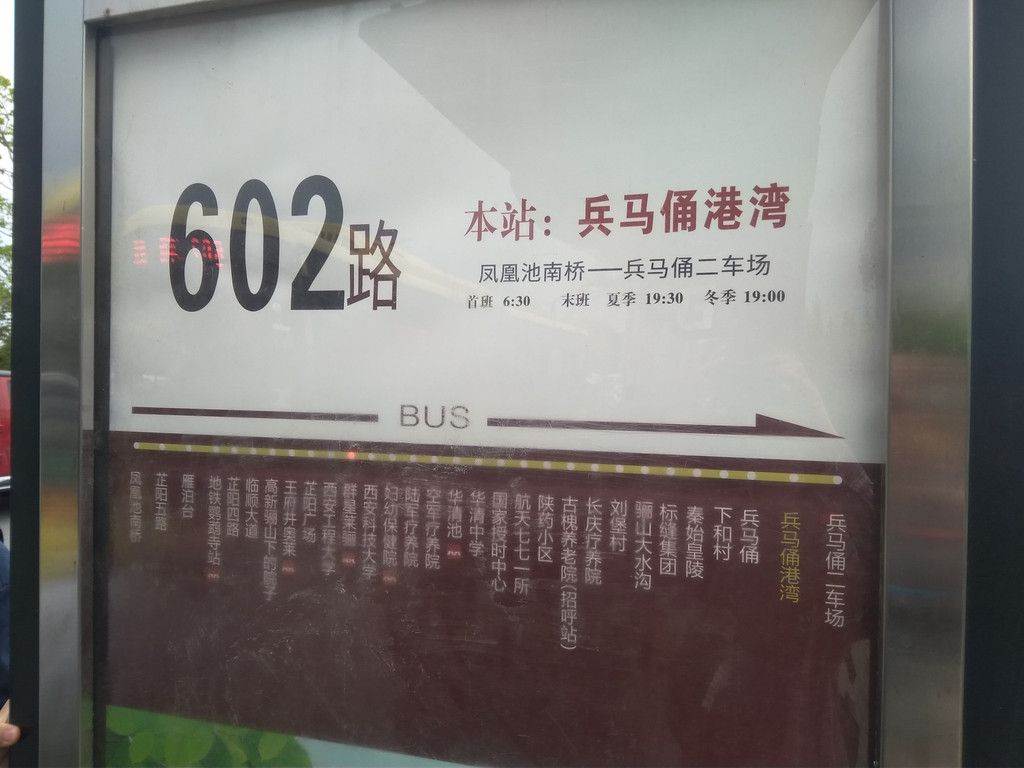 602路
本站：兵马俑港湾
凤凰池南桥——兵马俑二车场
首班 6:30 末班 夏季 19:30 冬季 19:00
BUS
凤凰池南桥
芷阳五路
雁泊台
地铁鹦鹉寺站
芷阳四路
临顺大道
高新骊山下的院子
王府井奥莱
芷阳广场
西安工程大学
群星莱骊
西安科技大学
妇幼保健院
陆军疗养院
空军疗养院
华清池
华清中学
国家授时中心
航天七七一所
陕药小区
古槐养老院(招呼站)
长庆疗养院
刘堡村
骊山大水沟
标缝集团
秦始皇陵
下和村
兵马俑
兵马俑港湾
兵马俑二车场